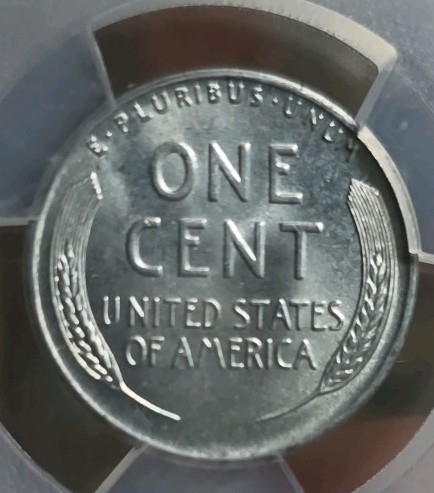 E·PLURIBUS·UNUM
ONE
CENT
UNITED STATES
OF AMERICA